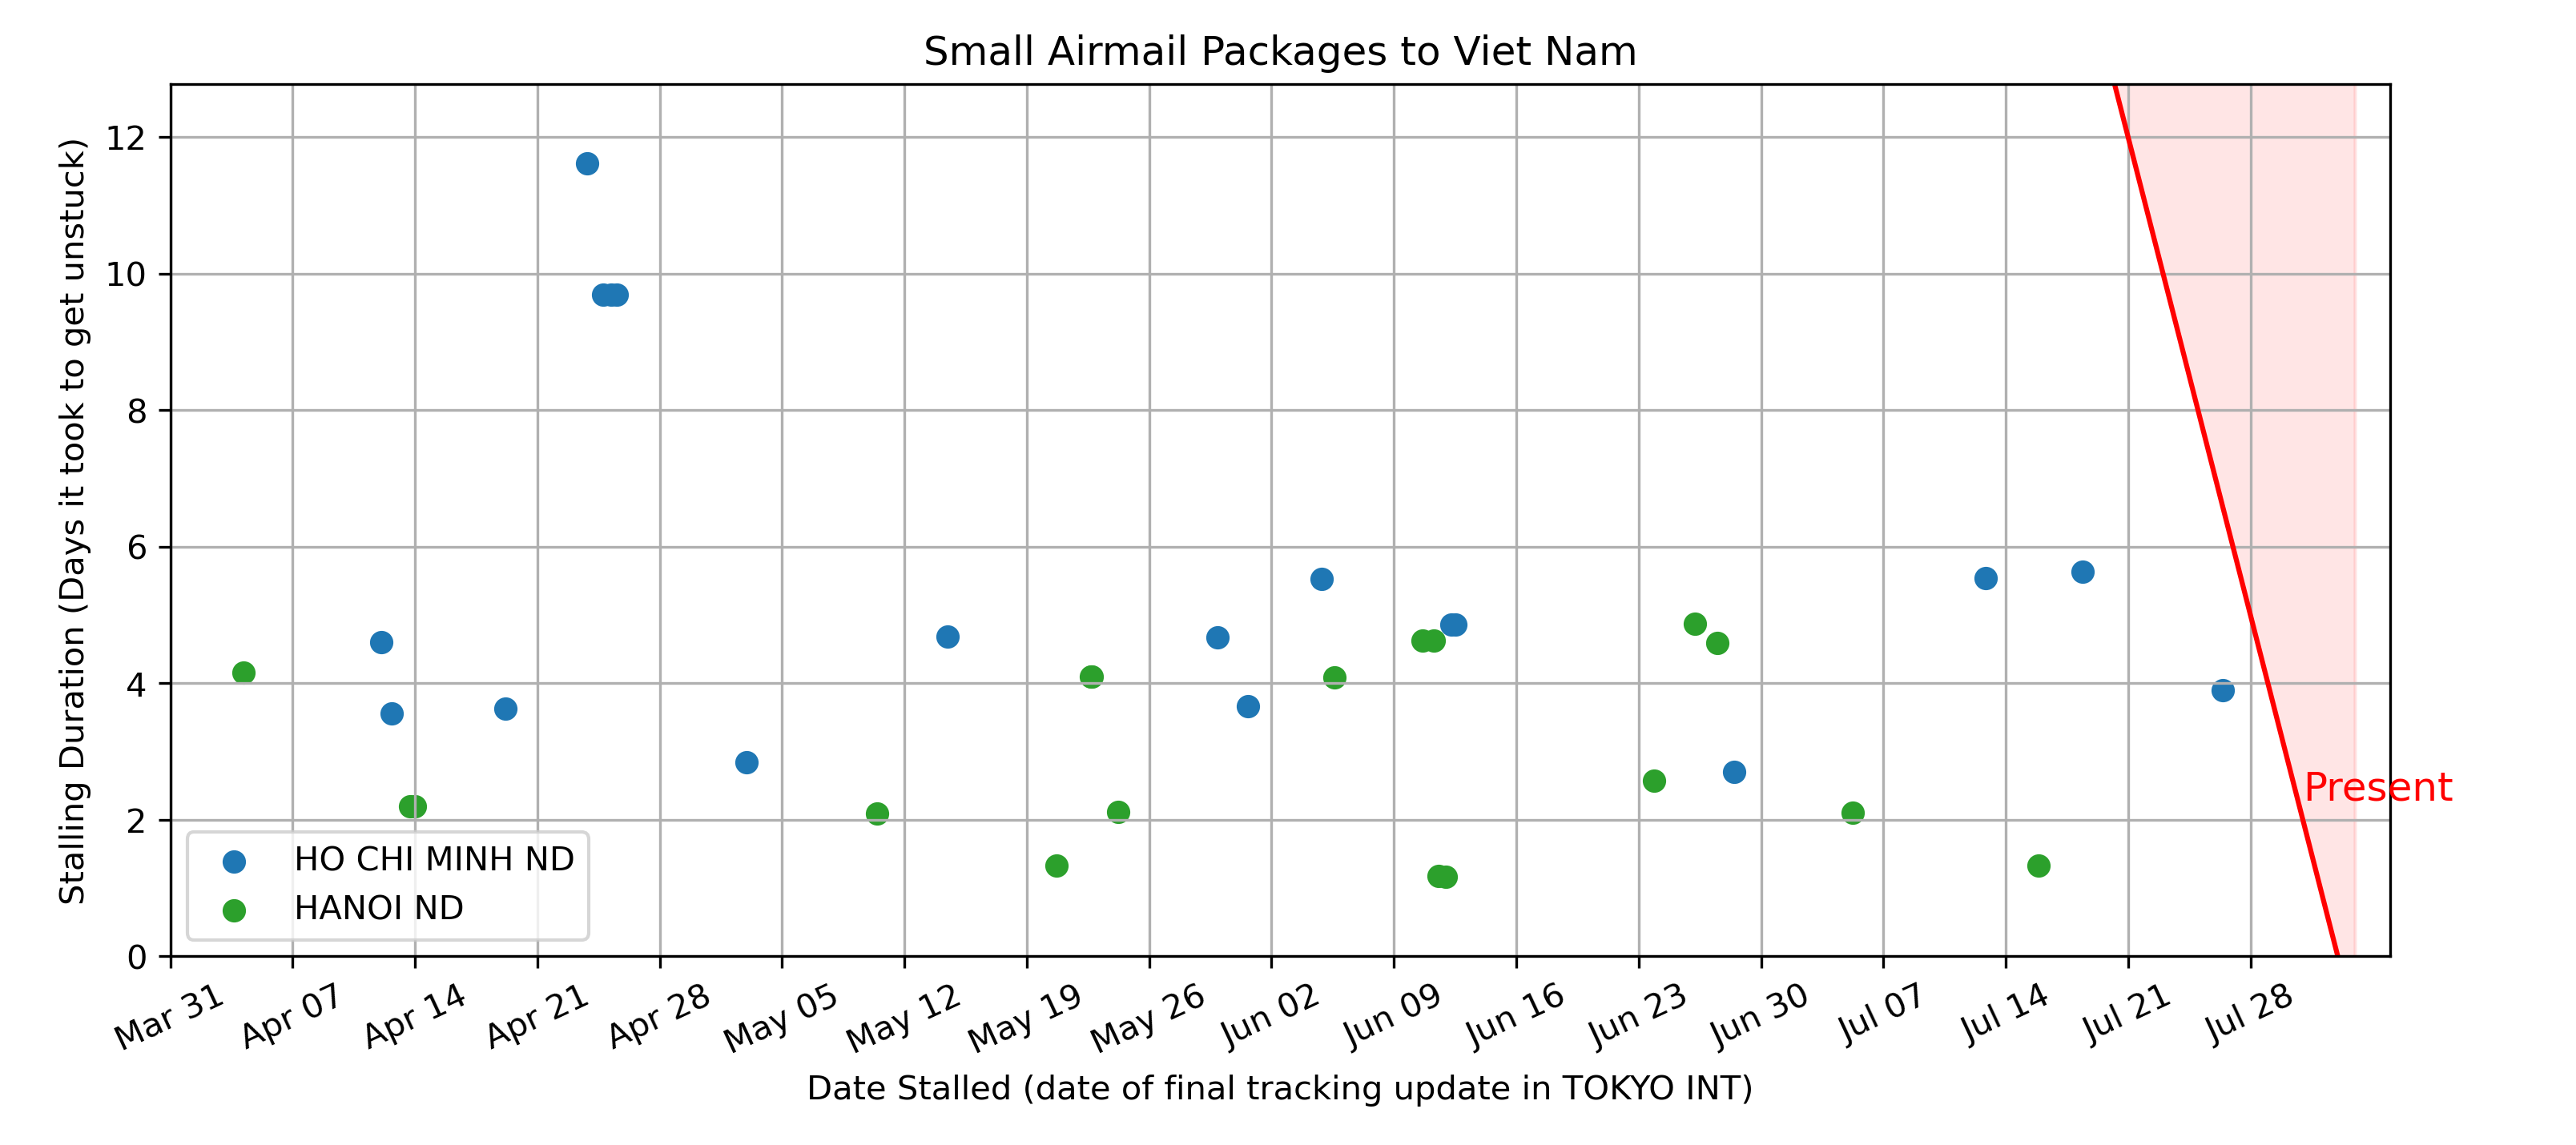 Small Airmail Packages to Viet Nam
Stalling Duration (Days it took to get unstuck)
12
10
8
6
4
2
0
Present
HO CHI MINH ND
HANOI ND
Mar 31
Apr 07
Apr 14
Apr 21
Apr 28
May 05
May 12
May 19
May 26
Jun 02
Jun 09
Jun 16
Jun 23
Jun 30
Jul 07
Jul 14
Jul 21
Jul 28
Date Stalled (date of final tracking update in TOKYO INT)